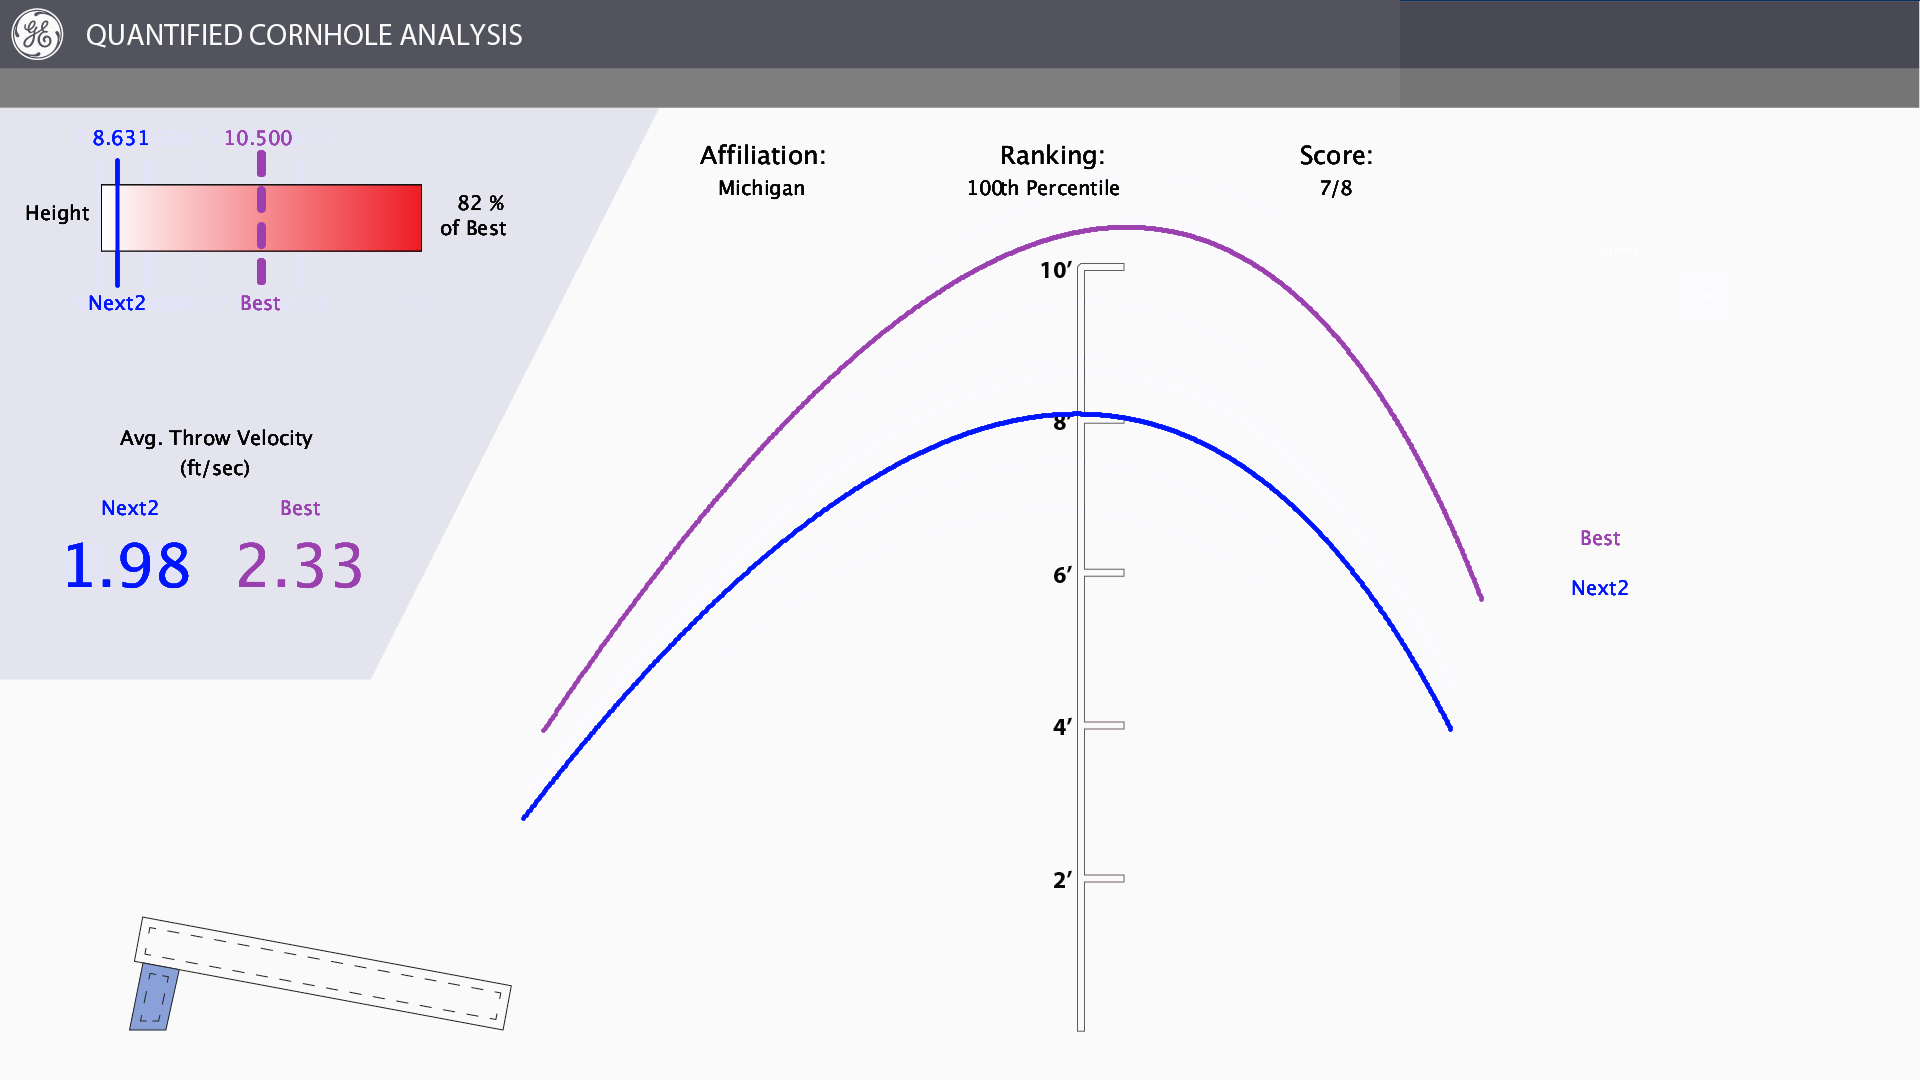 GE
QUANTIFIED CORNHOLE ANALYSIS
8.631 10.500
Height
82 %
of Best
Next2 Best
Avg. Throw Velocity
(ft/sec)
Next2 Best
1.98 2.33
Affiliation: Ranking: Score:
Michigan 100th Percentile 7/8
10’
8’
6’
4’
2’
Best
Next2